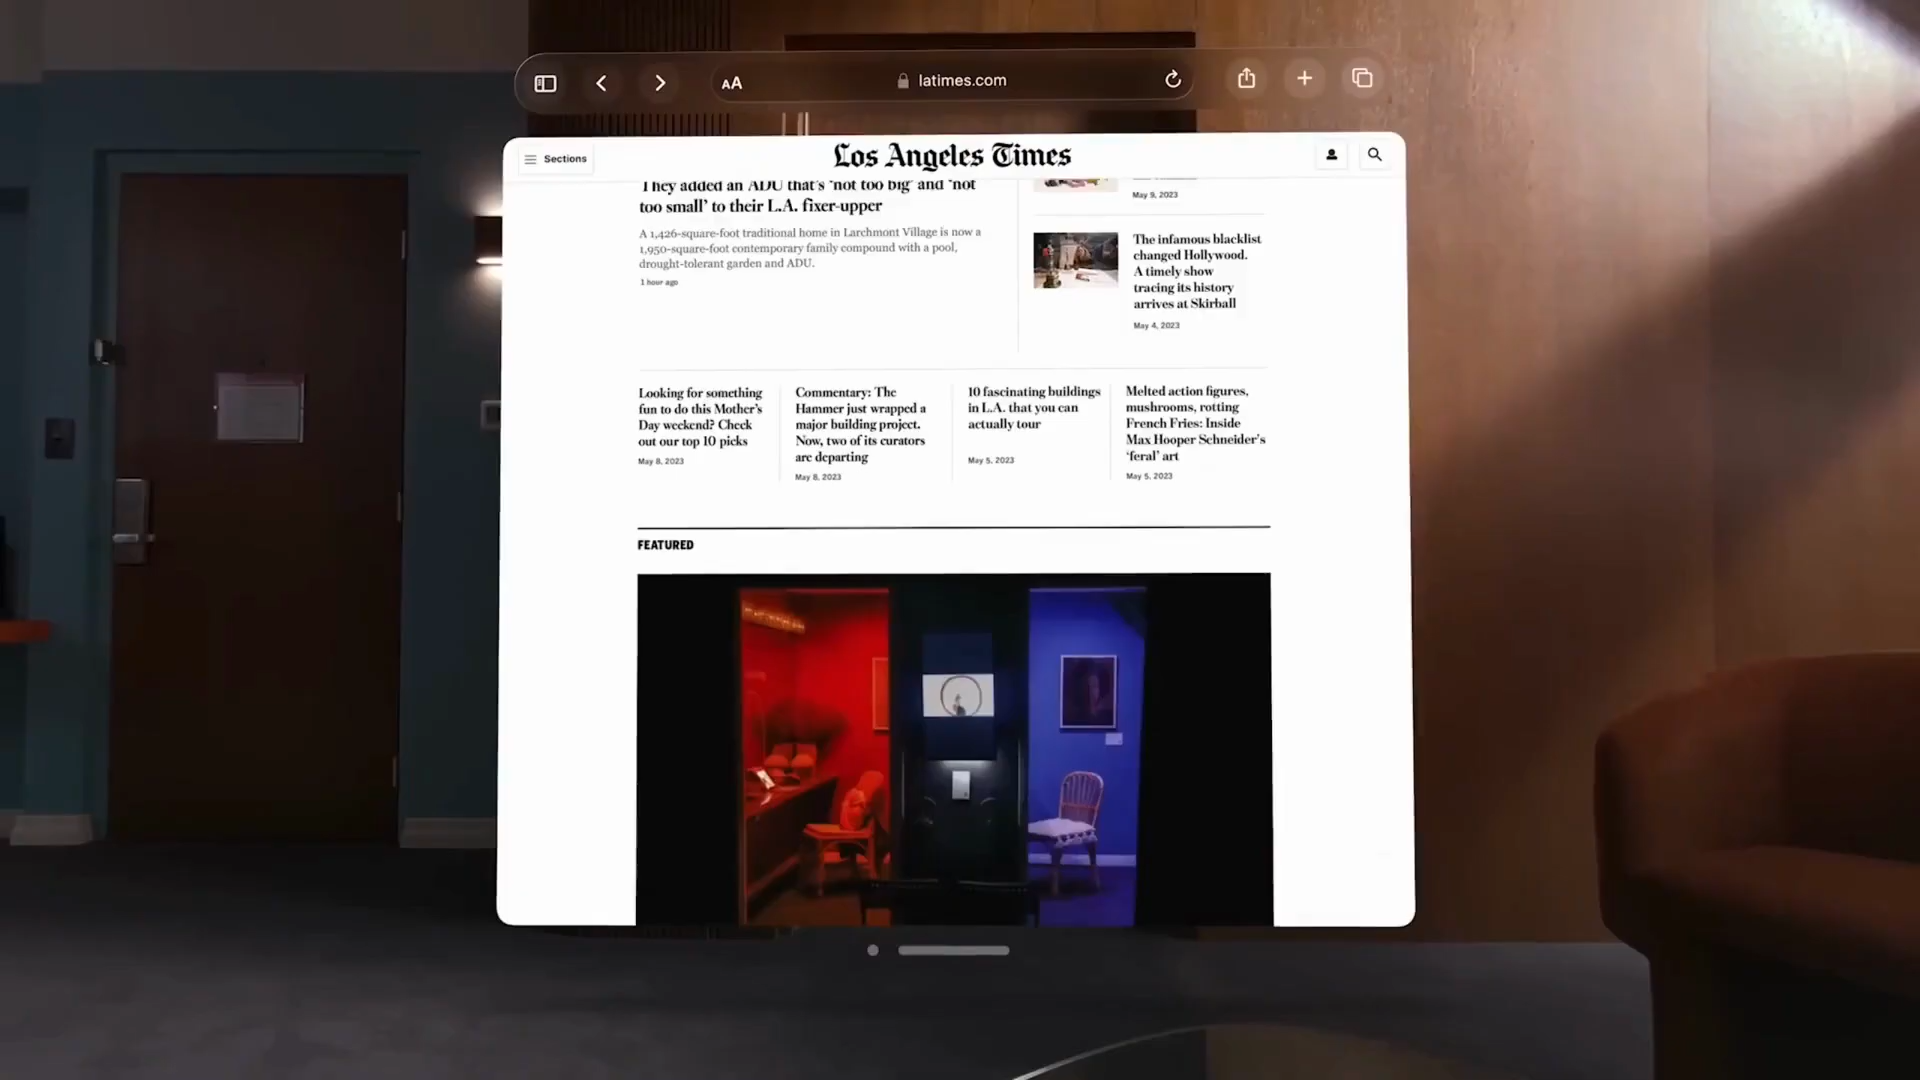 AA
latimes.com
Sections
Los Angeles Times
They added an ADU that's 'not too big' and 'not
too small' to their L.A. fixer-upper
A 1,426-square-foot traditional home in Larchmont Village is now a
1,950-square-foot contemporary family compound with a pool,
drought-tolerant garden and ADU.
1 hour ago
May 9, 2023
The infamous blacklist
changed Hollywood.
A timely show
tracing its history
arrives at Skirball
May 4, 2023
Looking for something
fun to do this Mother's
Day weekend? Check
out our top 10 picks
May 8, 2023
Commentary: The
Hammer just wrapped a
major building project.
Now, two of its curators
are departing
May 8, 2023
10 fascinating buildings
in L.A. that you can
actually tour
May 5, 2023
Melted action figures,
mushrooms, rotting
French Fries: Inside
Max Hooper Schneider's
'feral' art
May 5, 2023
FEATURED